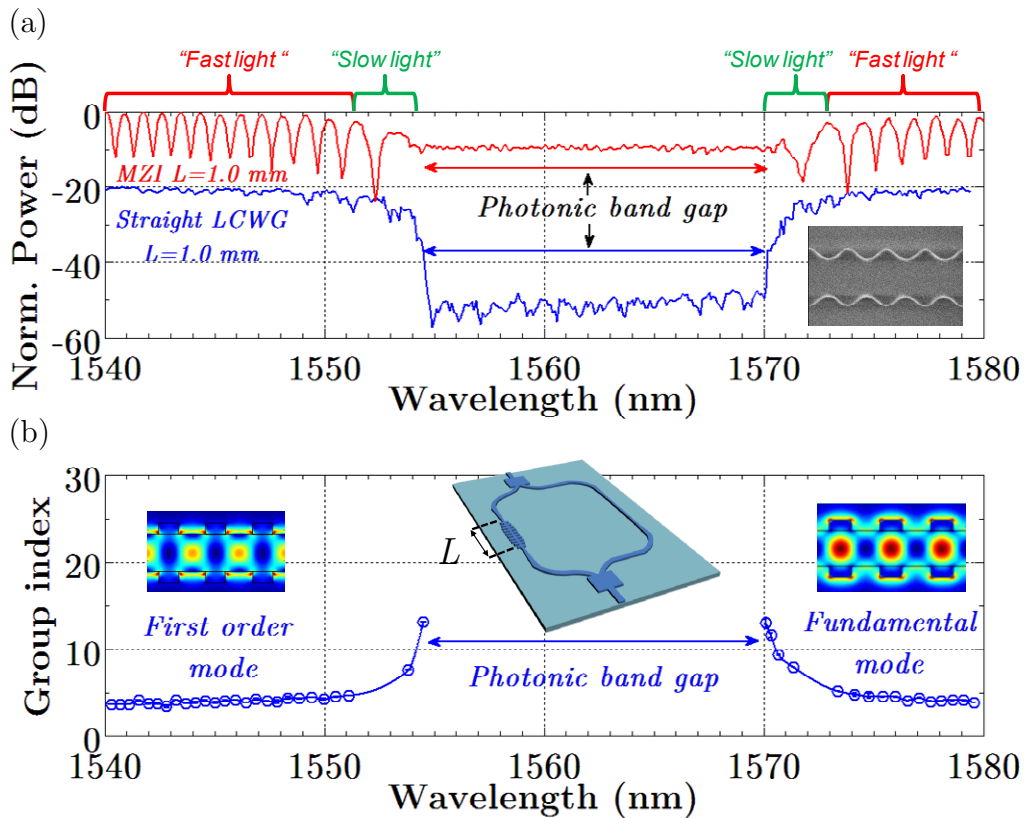 (a)
“Fast light “ “Slow light” “Slow light” “Fast light “
0
-20
-40
-60
Norm. Power (dB)
MZI L=1.0 mm
Straight LCWG
L=1.0 mm
Photonic band gap
1540 1550 1560 1570 1580
Wavelength (nm)
(b)
30
20
10
0
Group index
L
First order
mode
Photonic band gap
Fundamental
mode
1540 1550 1560 1570 1580
Wavelength (nm)